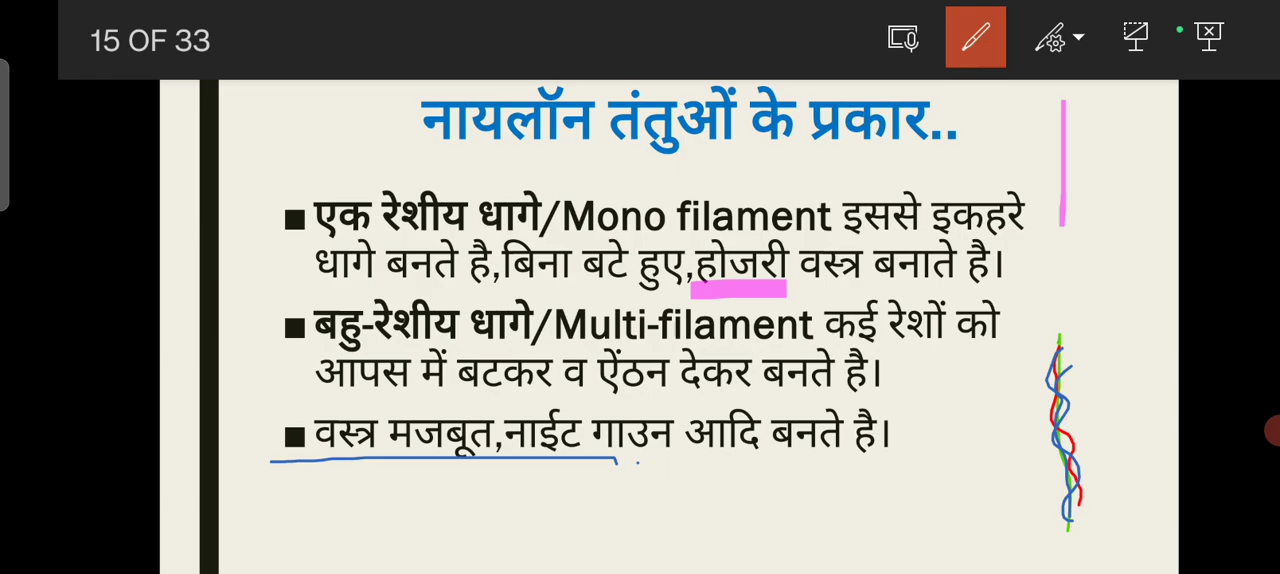 15 OF 33
नायलॉन तंतुओं के प्रकार..
■ एक रेशीय धागे/Mono filament इससे इकहरे
धागे बनते है,बिना बटे हुए,होजरी वस्त्र बनाते है।
■ बहु-रेशीय धागे/Multi-filament कई रेशों को
आपस में बटकर व ऐंठन देकर बनते है।
■ वस्त्र मजबूत,नाईट गाउन आदि बनते है।